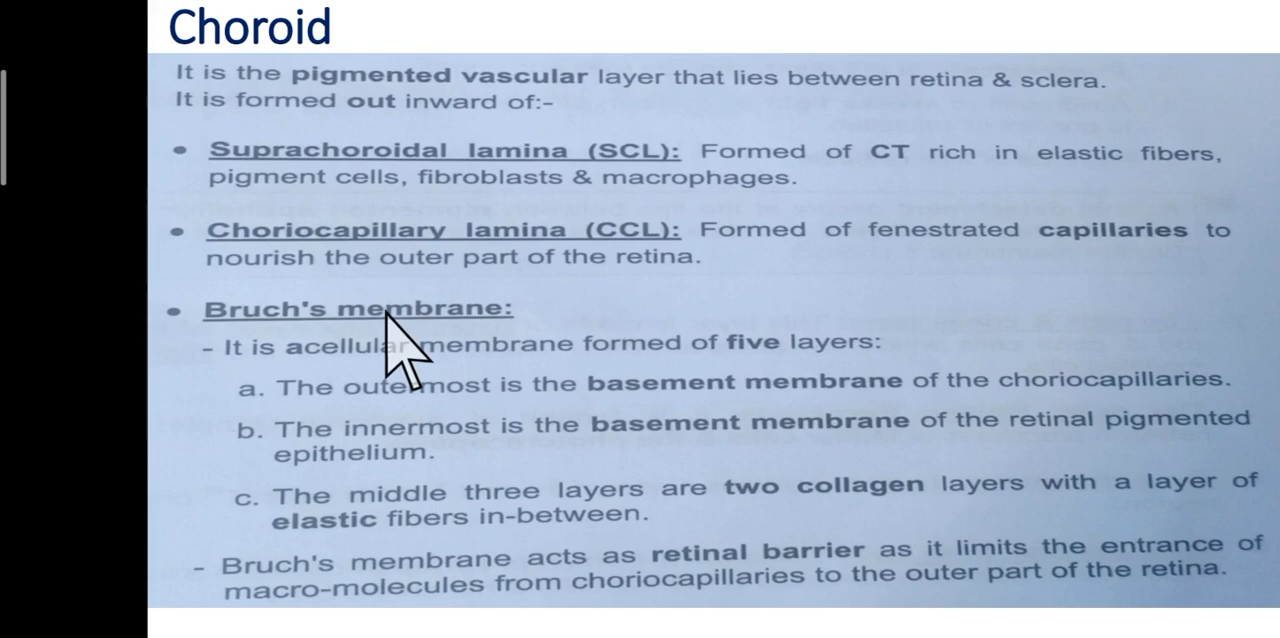 Choroid
It is the pigmented vascular layer that lies between retina & sclera.
It is formed out inward of:-
• Suprachoroidal lamina (SCL): Formed of CT rich in elastic fibers,
pigment cells, fibroblasts & macrophages.
• Choriocapillary lamina (CCL): Formed of fenestrated capillaries to
nourish the outer part of the retina.
• Bruch's membrane:
- It is acellular membrane formed of five layers:
a. The outermost is the basement membrane of the choriocapillaries.
b. The innermost is the basement membrane of the retinal pigmented
epithelium.
c. The middle three layers are two collagen layers with a layer of
elastic fibers in-between.
- Bruch's membrane acts as retinal barrier as it limits the entrance of
macro-molecules from choriocapillaries to the outer part of the retina.